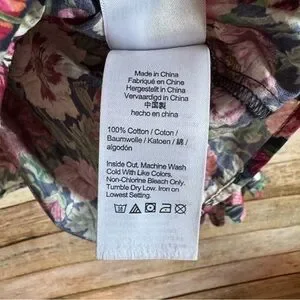 Made in China
Fabriqué en Chine
Hergestellt in China
Vervaardigd in China
中国製
hecho en china
100% Cotton / Coton /
Baumwolle / Katoen / 綿 /
algodón
Inside Out. Machine Wash
Cold With Like Colors.
Non-Chlorine Bleach Only.
Tumble Dry Low. Iron on
Lowest Setting.